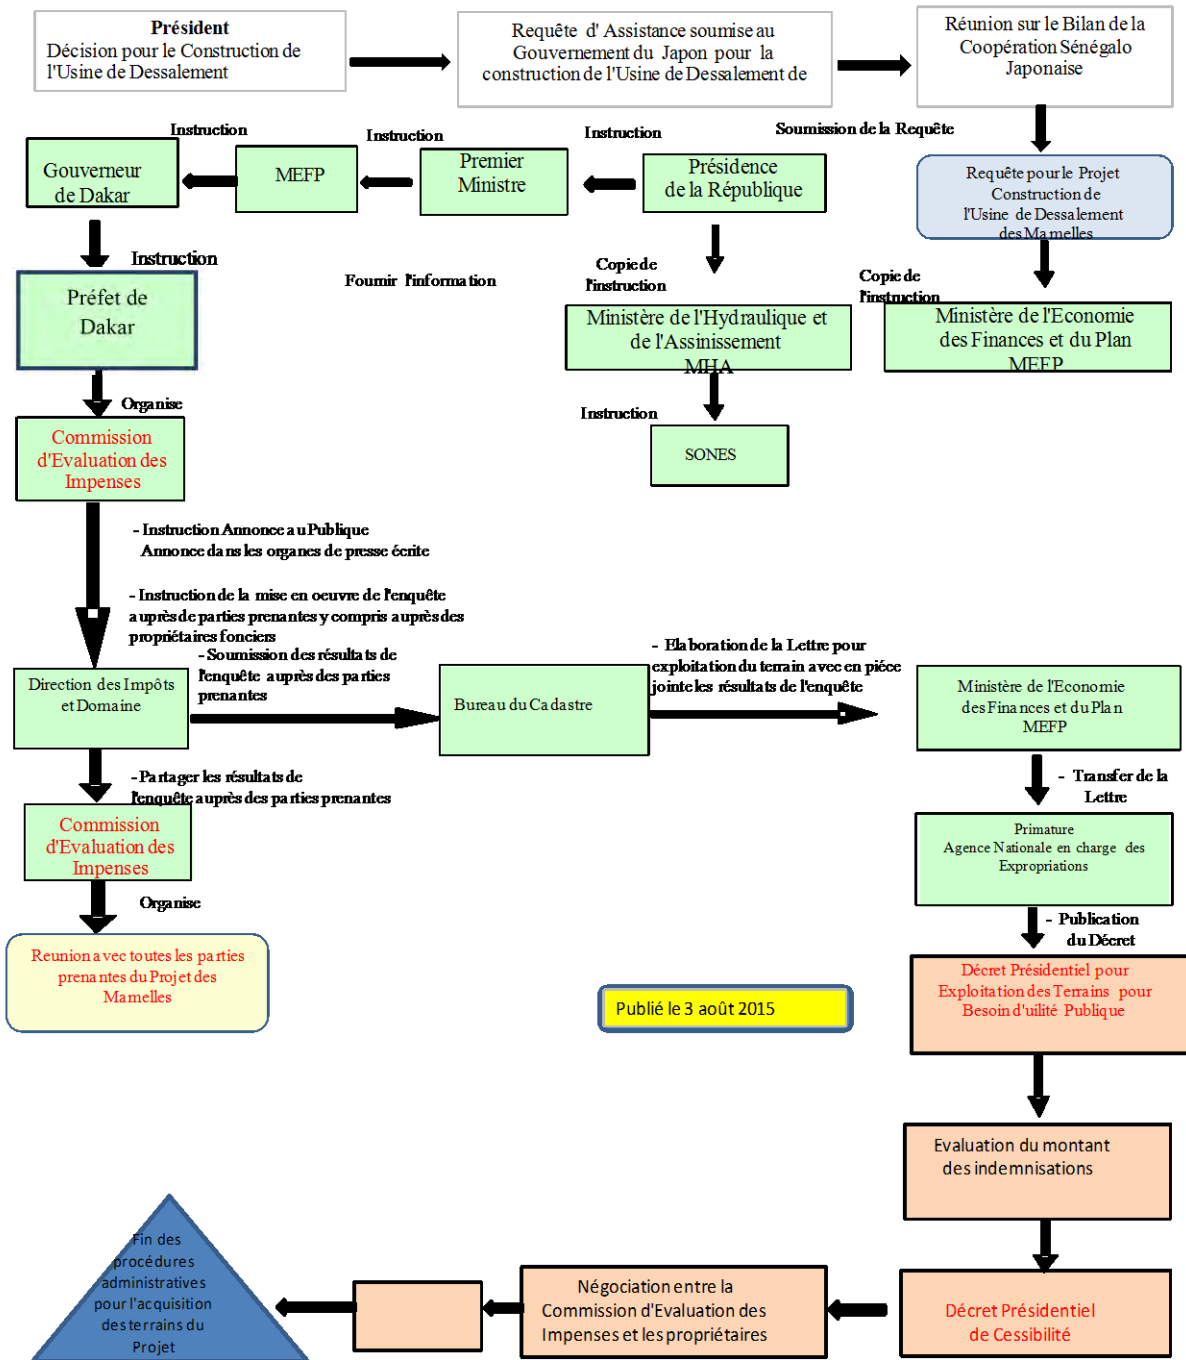 Président
Décision pour le Construction de
l'Usine de Dessalement
Requête d' Assistance soumise au
Gouvernement du Japon pour la
construction de l'Usine de Dessalement de
Réunion sur le Bilan de la
Coopération Sénégalo
Japonaise
Instruction
Instruction
Instruction
Soumission de la Requête
Gouverneur
de Dakar
MEFP
Premier
Ministre
Présidence
de la République
Requête pour le Projet
Construction de
l'Usine de Dessalement
des Mamelles
Instruction
Fournir l'information
Copie de
l'instruction
Copie de
l'instruction
Préfet de
Dakar
Ministère de l'Hydraulique et
de l'Assinissement
MHA
Ministère de l'Economie
des Finances et du Plan
MEFP
Organise
Instruction
Commission
d'Evaluation des
Impenses
SONES
- Instruction Annonce au Publique
Annonce dans les organes de presse écrite
- Instruction de la mise en oeuvre de l'enquête
auprès de parties prenantes y compris auprès des
propriétaires fonciers
- Soumission des résultats de
l'enquête auprès des parties
prenantes
- Elaboration de la Lettre pour
exploitation du terrain avec en piéce
jointe les résultats de l'enquête
Direction des Impôts
et Domaine
Bureau du Cadastre
Ministère de l'Economie
des Finances et du Plan
MEFP
- Partager les résultats de
l'enquête auprès des parties prenantes
- Transfer de la
Lettre
Commission
d'Evaluation des
Impenses
Primature
Agence Nationale en charge des
Expropriations
Organise
- Publication
du Décret
Reunion avec toutes les parties
prenantes du Projet des
Mamelles
Décret Présidentiel pour
Exploitation des Terrains pour
Besoin d'uilité Publique
Publié le 3 août 2015
Evaluation du montant
des indemnisations
Fin des
procédures
administratives
pour l'acquisition
des terrains du
Projet
Négociation entre la
Commission d'Evaluation des
Impenses et les propriétaires
Décret Présidentiel
de Cessibilité